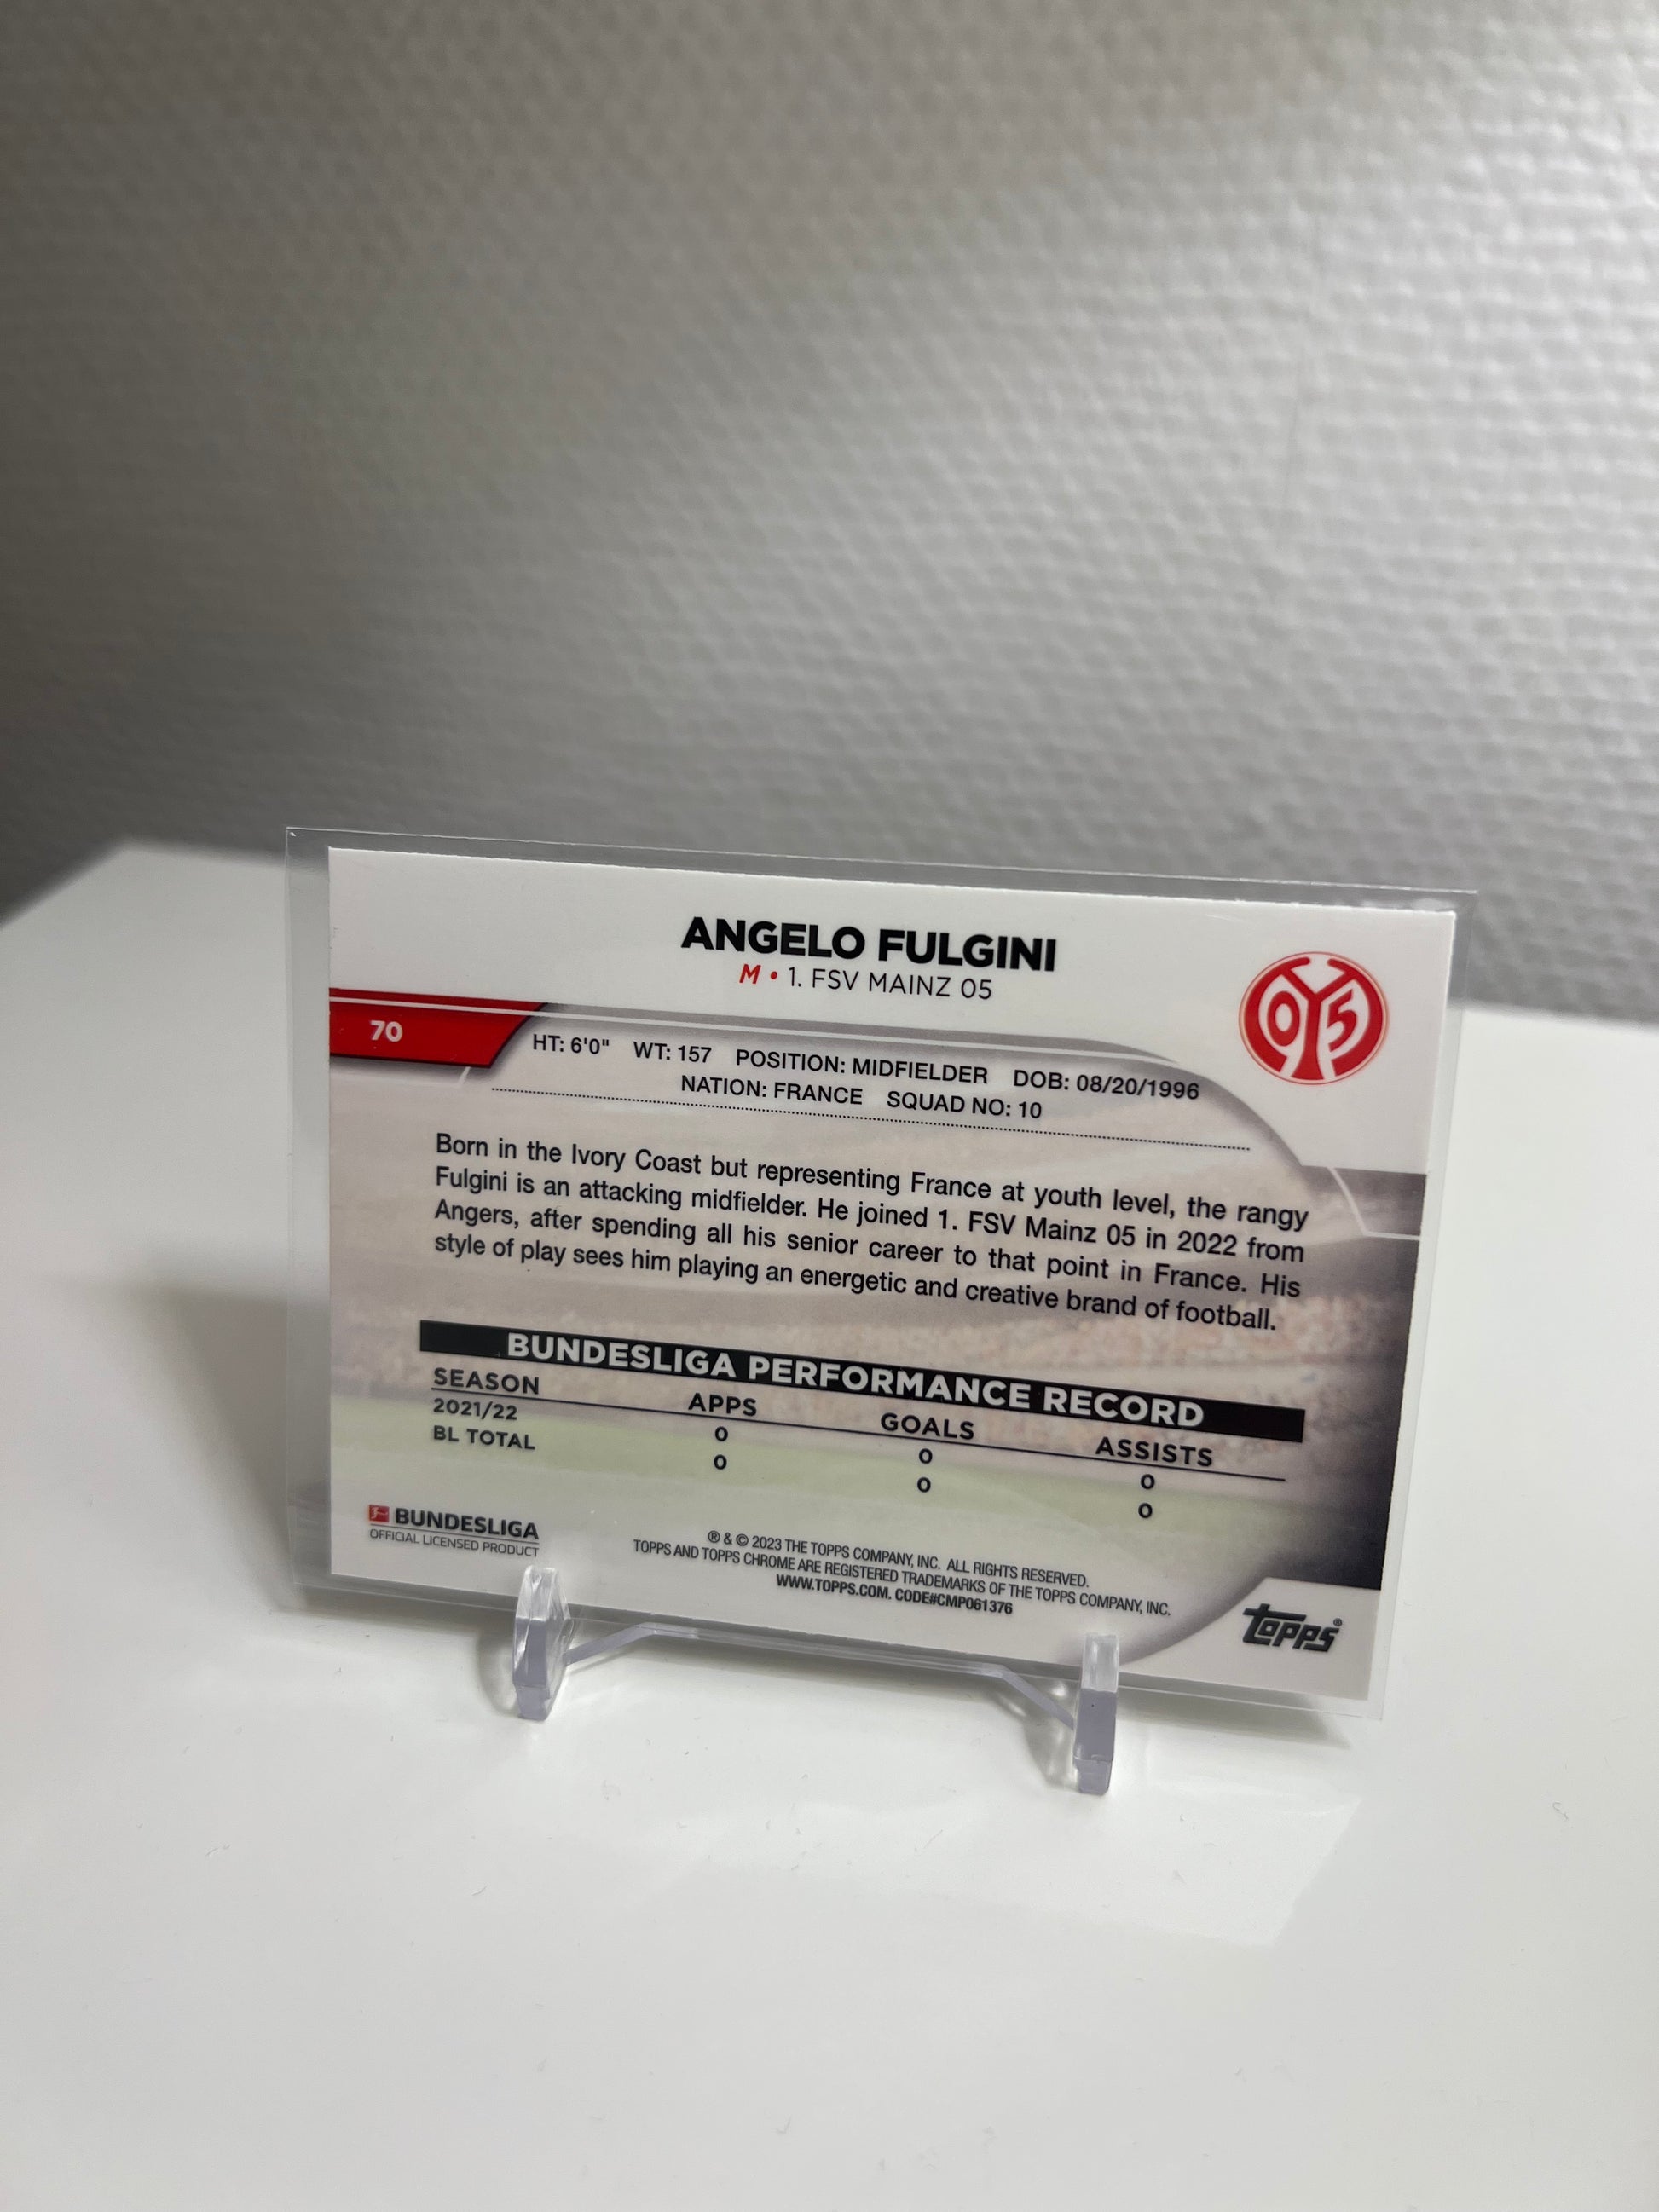 ANGELO FULGINI
M • 1. FSV MAINZ 05
05
70
HT: 6'0" WT: 157 POSITION: MIDFIELDER DOB: 08/20/1996
NATION: FRANCE SQUAD NO: 10
Born in the Ivory Coast but representing France at youth level, the rangy
Fulgini is an attacking midfielder. He joined 1. FSV Mainz 05 in 2022 from
Angers, after spending all his senior career to that point in France. His
style of play sees him playing an energetic and creative brand of football.
BUNDESLIGA PERFORMANCE RECORD
SEASON APPS GOALS ASSISTS
2021/22 0 0 0
BL TOTAL 0 0 0
BUNDESLIGA
OFFICIAL LICENSED PRODUCT
® & © 2023 THE TOPPS COMPANY, INC. ALL RIGHTS RESERVED.
TOPPS AND TOPPS CHROME ARE REGISTERED TRADEMARKS OF THE TOPPS COMPANY, INC.
WWW.TOPPS.COM. CODE#CMP061376
topps®